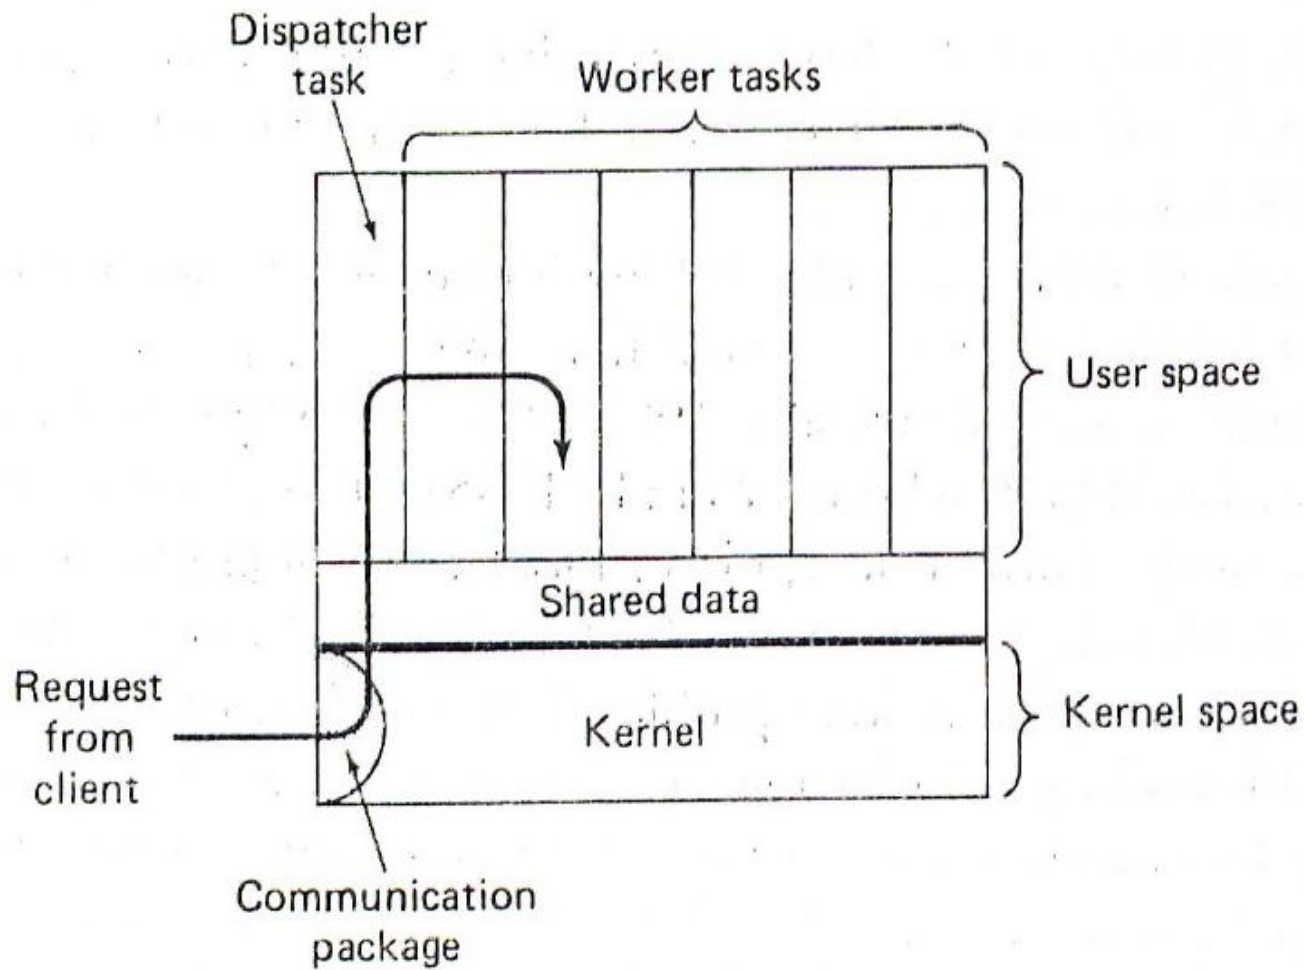 Dispatcher
task
Worker tasks
User space
Shared data
Request
from
client
Kernel
Kernel space
Communication
package